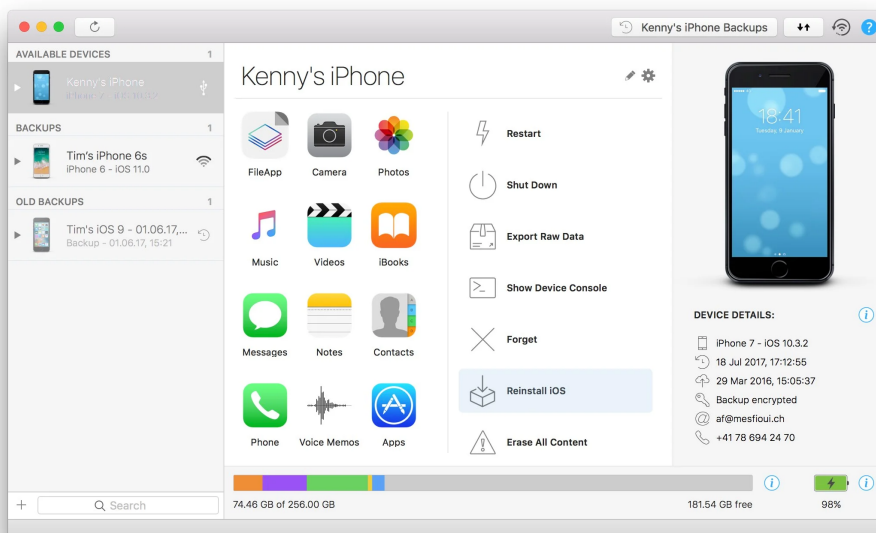 Kenny's iPhone Backups
?
AVAILABLE DEVICES 1
Kenny's iPhone
BACKUPS 1
Tim's iPhone 6s
iPhone 6 - iOS 11.0
OLD BACKUPS 1
Tim's iOS 9 - 01.06.17,...
Backup - 01.06.17, 15:21
Search
Kenny's iPhone
FileApp
Camera
Photos
Music
Videos
iBooks
Messages
Notes
Contacts
Phone
Voice Memos
Apps
Restart
Shut Down
Export Raw Data
Show Device Console
Forget
Reinstall iOS
Erase All Content
18:41
Tuesday, 9 January
DEVICE DETAILS:
iPhone 7 - iOS 10.3.2
18 Jul 2017, 17:12:55
29 Mar 2016, 15:05:37
Backup encrypted
af@mesfioui.ch
+41 78 694 24 70
74.46 GB of 256.00 GB
181.54 GB free
98%